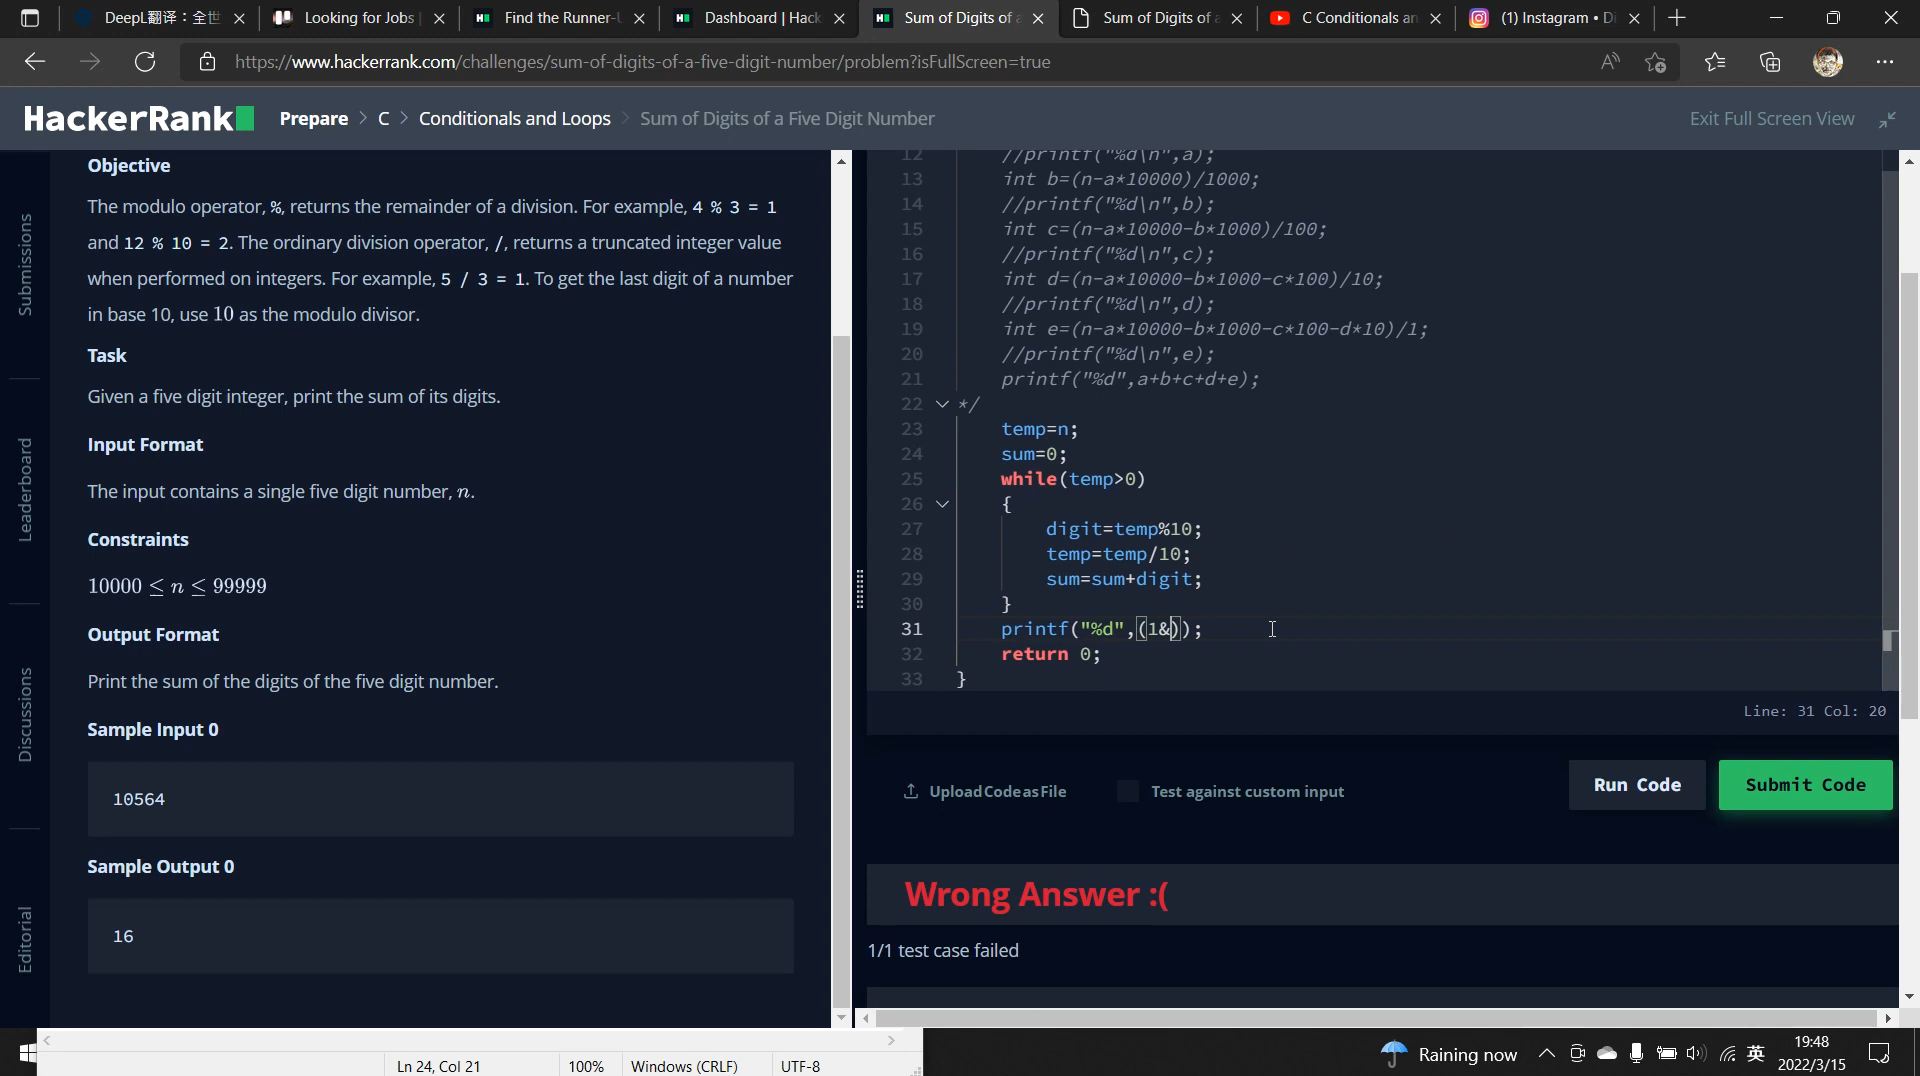 DeepL翻译：全世
Looking for Jobs
Find the Runner-U
Dashboard | Hack
Sum of Digits of a
Sum of Digits of a
C Conditionals an
(1) Instagram • Di
https://www.hackerrank.com/challenges/sum-of-digits-of-a-five-digit-number/problem?isFullScreen=true
HackerRank
Prepare > C > Conditionals and Loops > Sum of Digits of a Five Digit Number
Exit Full Screen View
Submissions
Leaderboard
Discussions
Editorial
Objective
The modulo operator, %, returns the remainder of a division. For example, 4 % 3 = 1
and 12 % 10 = 2. The ordinary division operator, /, returns a truncated integer value
when performed on integers. For example, 5 / 3 = 1. To get the last digit of a number
in base 10, use 10 as the modulo divisor.
Task
Given a five digit integer, print the sum of its digits.
Input Format
The input contains a single five digit number, n.
Constraints
10000 ≤ n ≤ 99999
Output Format
Print the sum of the digits of the five digit number.
Sample Input 0
10564
Sample Output 0
16
12 //printf("%d\n",a);
13 int b=(n-a*10000)/1000;
14 //printf("%d\n",b);
15 int c=(n-a*10000-b*1000)/100;
16 //printf("%d\n",c);
17 int d=(n-a*10000-b*1000-c*100)/10;
18 //printf("%d\n",d);
19 int e=(n-a*10000-b*1000-c*100-d*10)/1;
20 //printf("%d\n",e);
21 printf("%d",a+b+c+d+e);
22 */
23 temp=n;
24 sum=0;
25 while(temp>0)
26 {
27 digit=temp%10;
28 temp=temp/10;
29 sum=sum+digit;
30 }
31 printf("%d",(1&));
32 return 0;
33 }
Line: 31 Col: 20
Upload Code as File
Test against custom input
Run Code
Submit Code
Wrong Answer :(
1/1 test case failed
Ln 24, Col 21
100%
Windows (CRLF)
UTF-8
Raining now
英
19:48
2022/3/15